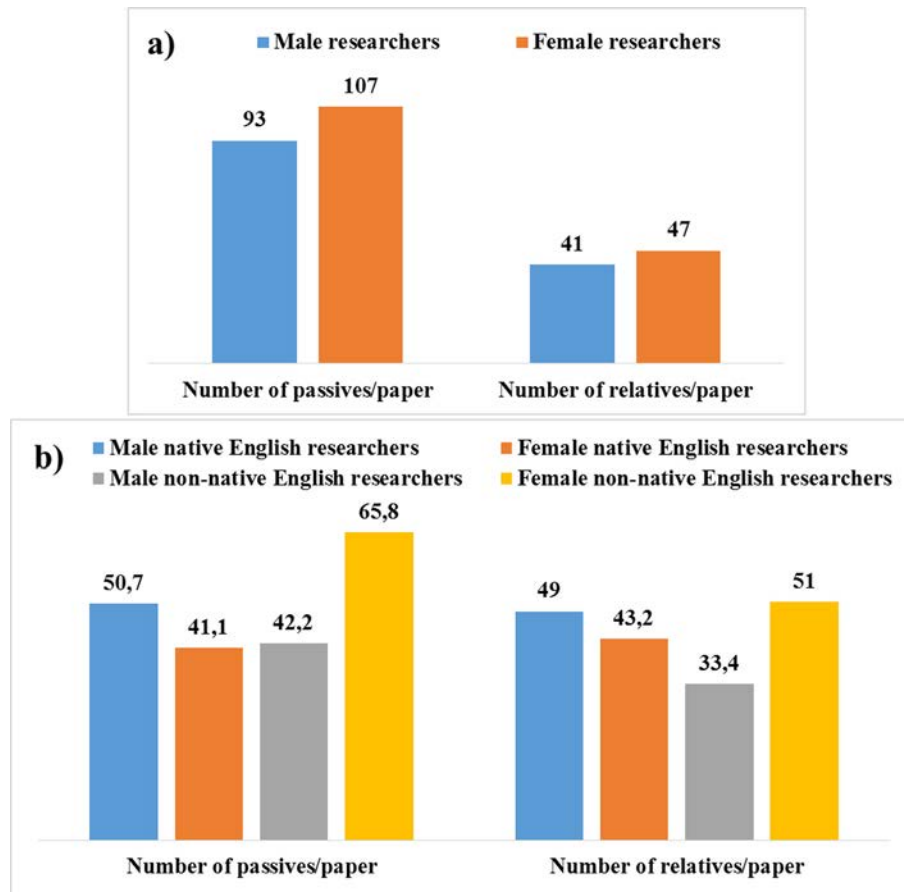 a)
Male researchers
Female researchers
93
107
41
47
Number of passives/paper
Number of relatives/paper
b)
Male native English researchers
Female native English researchers
Male non-native English researchers
Female non-native English researchers
50,7
41,1
42,2
65,8
49
43,2
33,4
51
Number of passives/paper
Number of relatives/paper